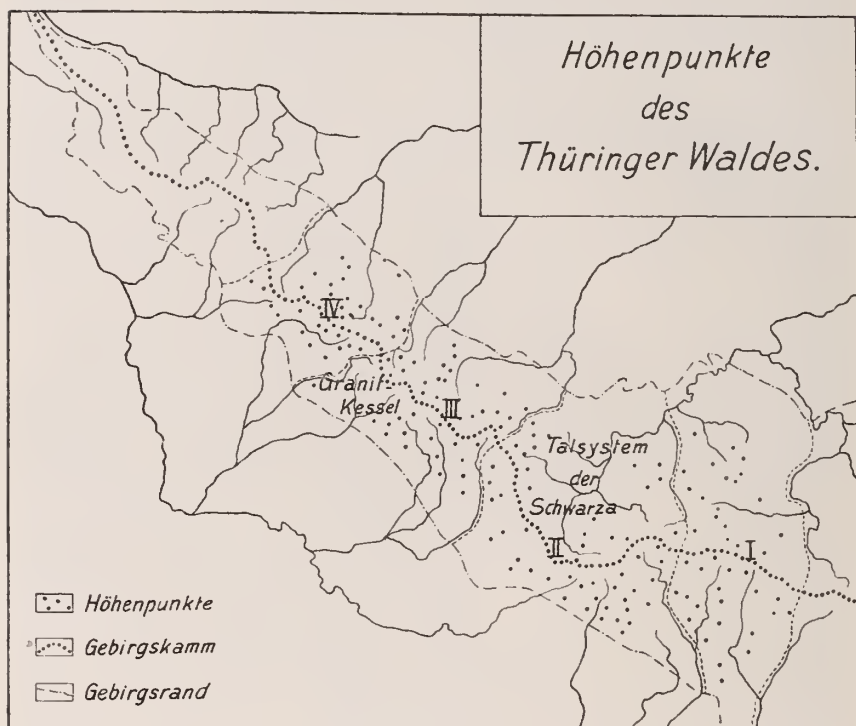 Höhenpunkte
des
Thüringer Waldes.
IV
Granit-
Kessel
III
Talsystem
der
Schwarza
II
I
Höhenpunkte
Gebirgskamm
Gebirgsrand